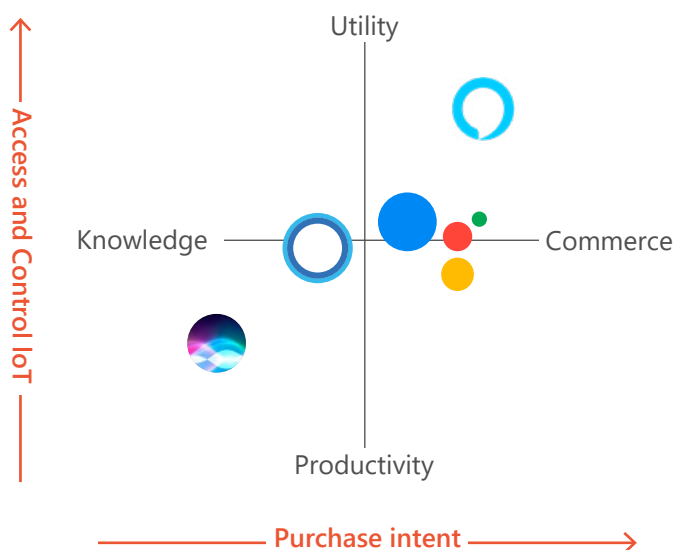 Utility
Access and Control IoT
Knowledge
Commerce
Productivity
Purchase intent